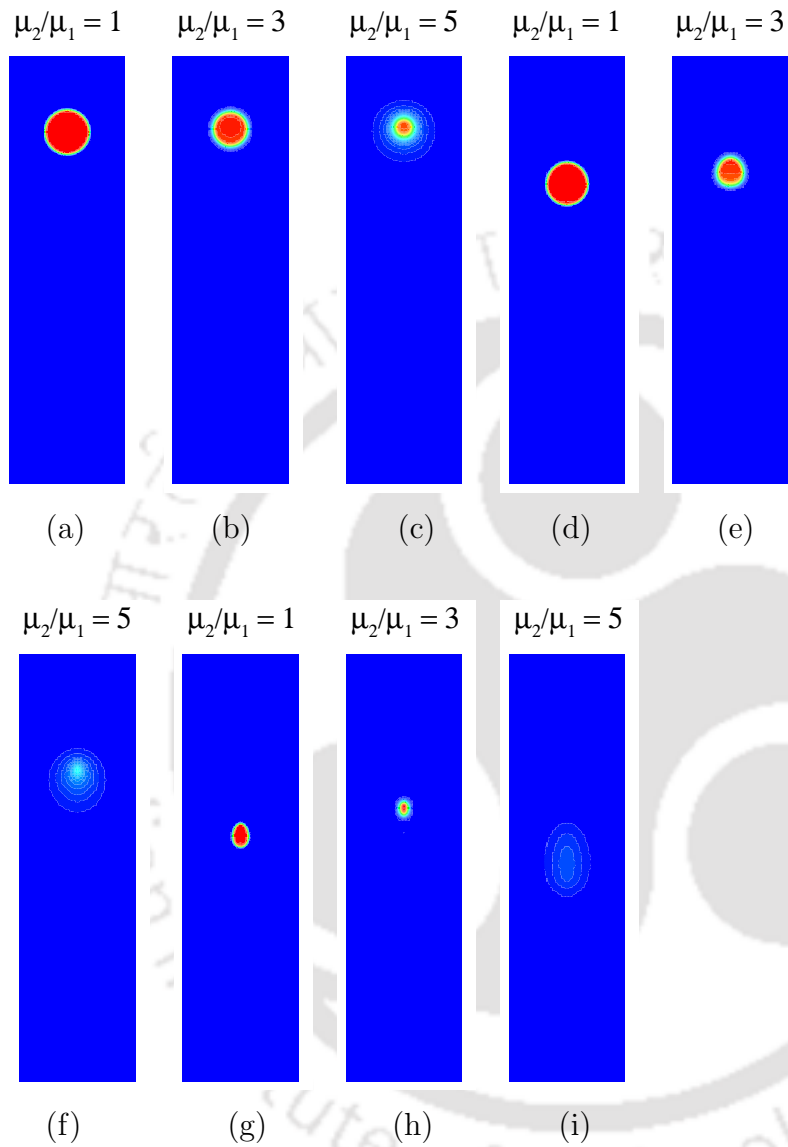 μ₂/μ₁ = 1 μ₂/μ₁ = 3 μ₂/μ₁ = 5 μ₂/μ₁ = 1 μ₂/μ₁ = 3
(a) (b) (c) (d) (e)
μ₂/μ₁ = 5 μ₂/μ₁ = 1 μ₂/μ₁ = 3 μ₂/μ₁ = 5
(f) (g) (h) (i)